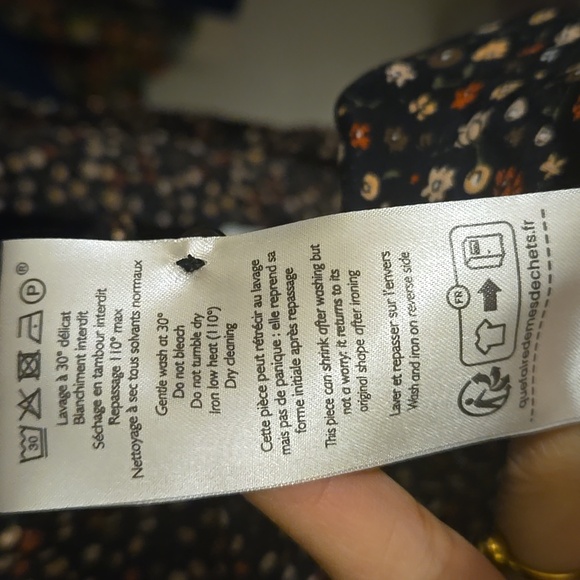 30 P ®
Lavage à 30° délicat
Blanchiment interdit
Séchage en tambour interdit
Repassage 110° max
Nettoyage à sec tous solvants normaux
Gentle wash at 30°
Do not bleach
Do not tumble dry
Iron low heat (110°)
Dry cleaning
Cette pièce peut rétrécir au lavage
mais pas de panique : elle reprend sa
forme initiale après repassage
This piece can shrink after washing but
not a worry: it returns to its
original shape after ironing
Laver et repasser sur l'envers
Wash and iron on reverse side
FR
quefairedemesdechets.fr